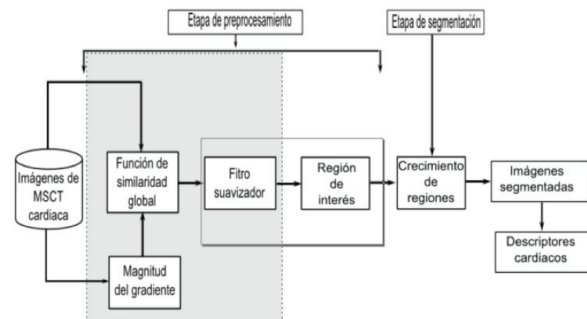 Etapa de preprocesamiento
Etapa de segmentación
Imágenes de
MSCT
cardiaca
Función de
similaridad
global
Fitro
suavizador
Región
de
interés
Crecimiento
de
regiones
Imágenes
segmentadas
Magnitud
del gradiente
Descriptores
cardiacos